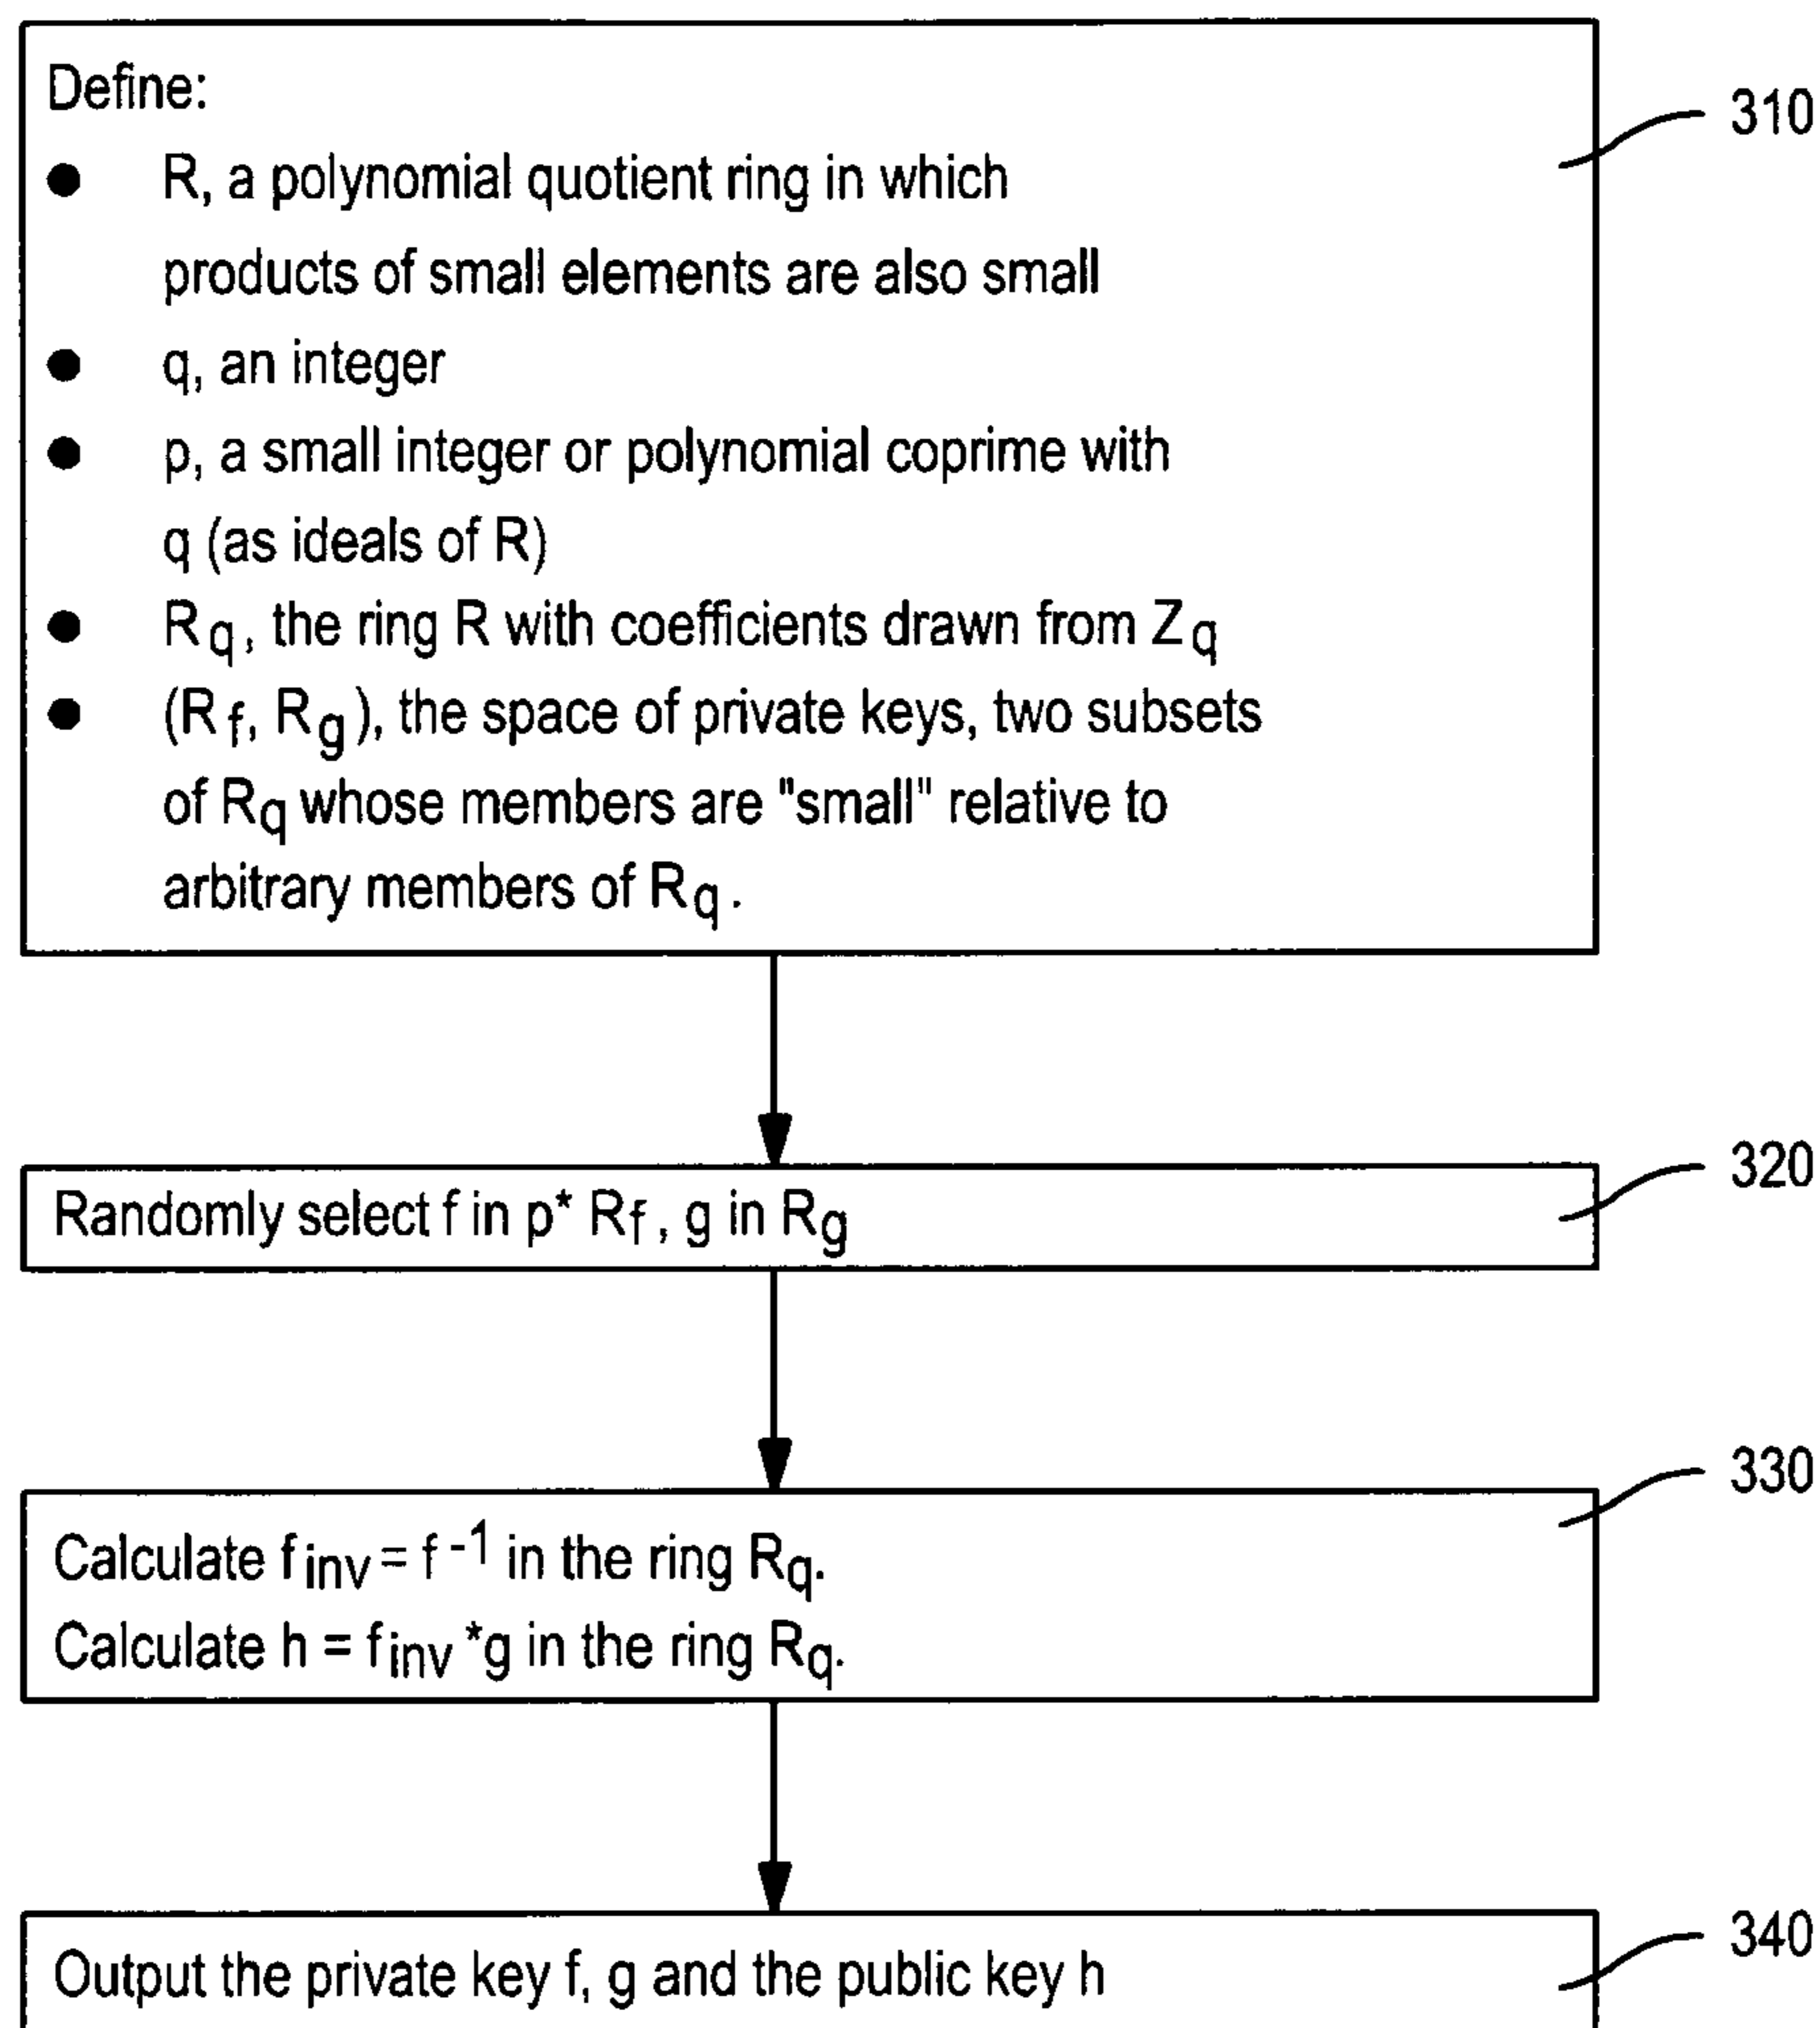 Define:
310
● R, a polynomial quotient ring in which
products of small elements are also small
● q, an integer
● p, a small integer or polynomial coprime with
q (as ideals of R)
● Rq, the ring R with coefficients drawn from Zq
● (Rf, Rg), the space of private keys, two subsets
of Rq whose members are "small" relative to
arbitrary members of Rq.
320
Randomly select f in p* Rf, g in Rg
330
Calculate finv = f⁻¹ in the ring Rq.
Calculate h = finv *g in the ring Rq.
340
Output the private key f, g and the public key h